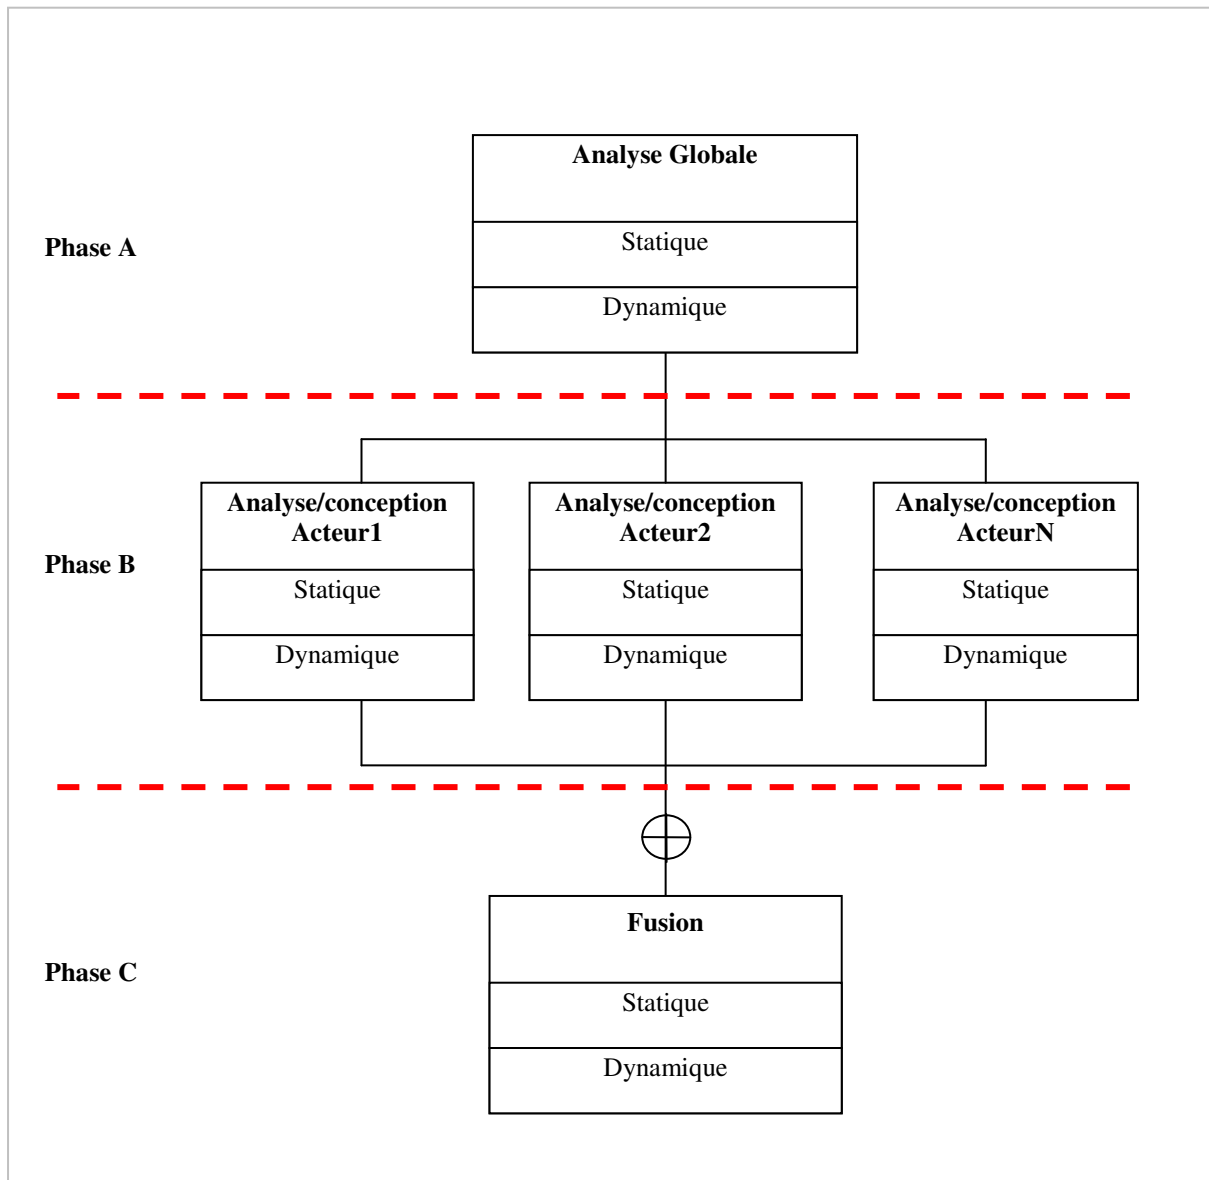 Analyse Globale
Phase A
Statique
Dynamique
Analyse/conception
Acteur1
Analyse/conception
Acteur2
Analyse/conception
ActeurN
Phase B
Statique
Statique
Statique
Dynamique
Dynamique
Dynamique
Fusion
Phase C
Statique
Dynamique